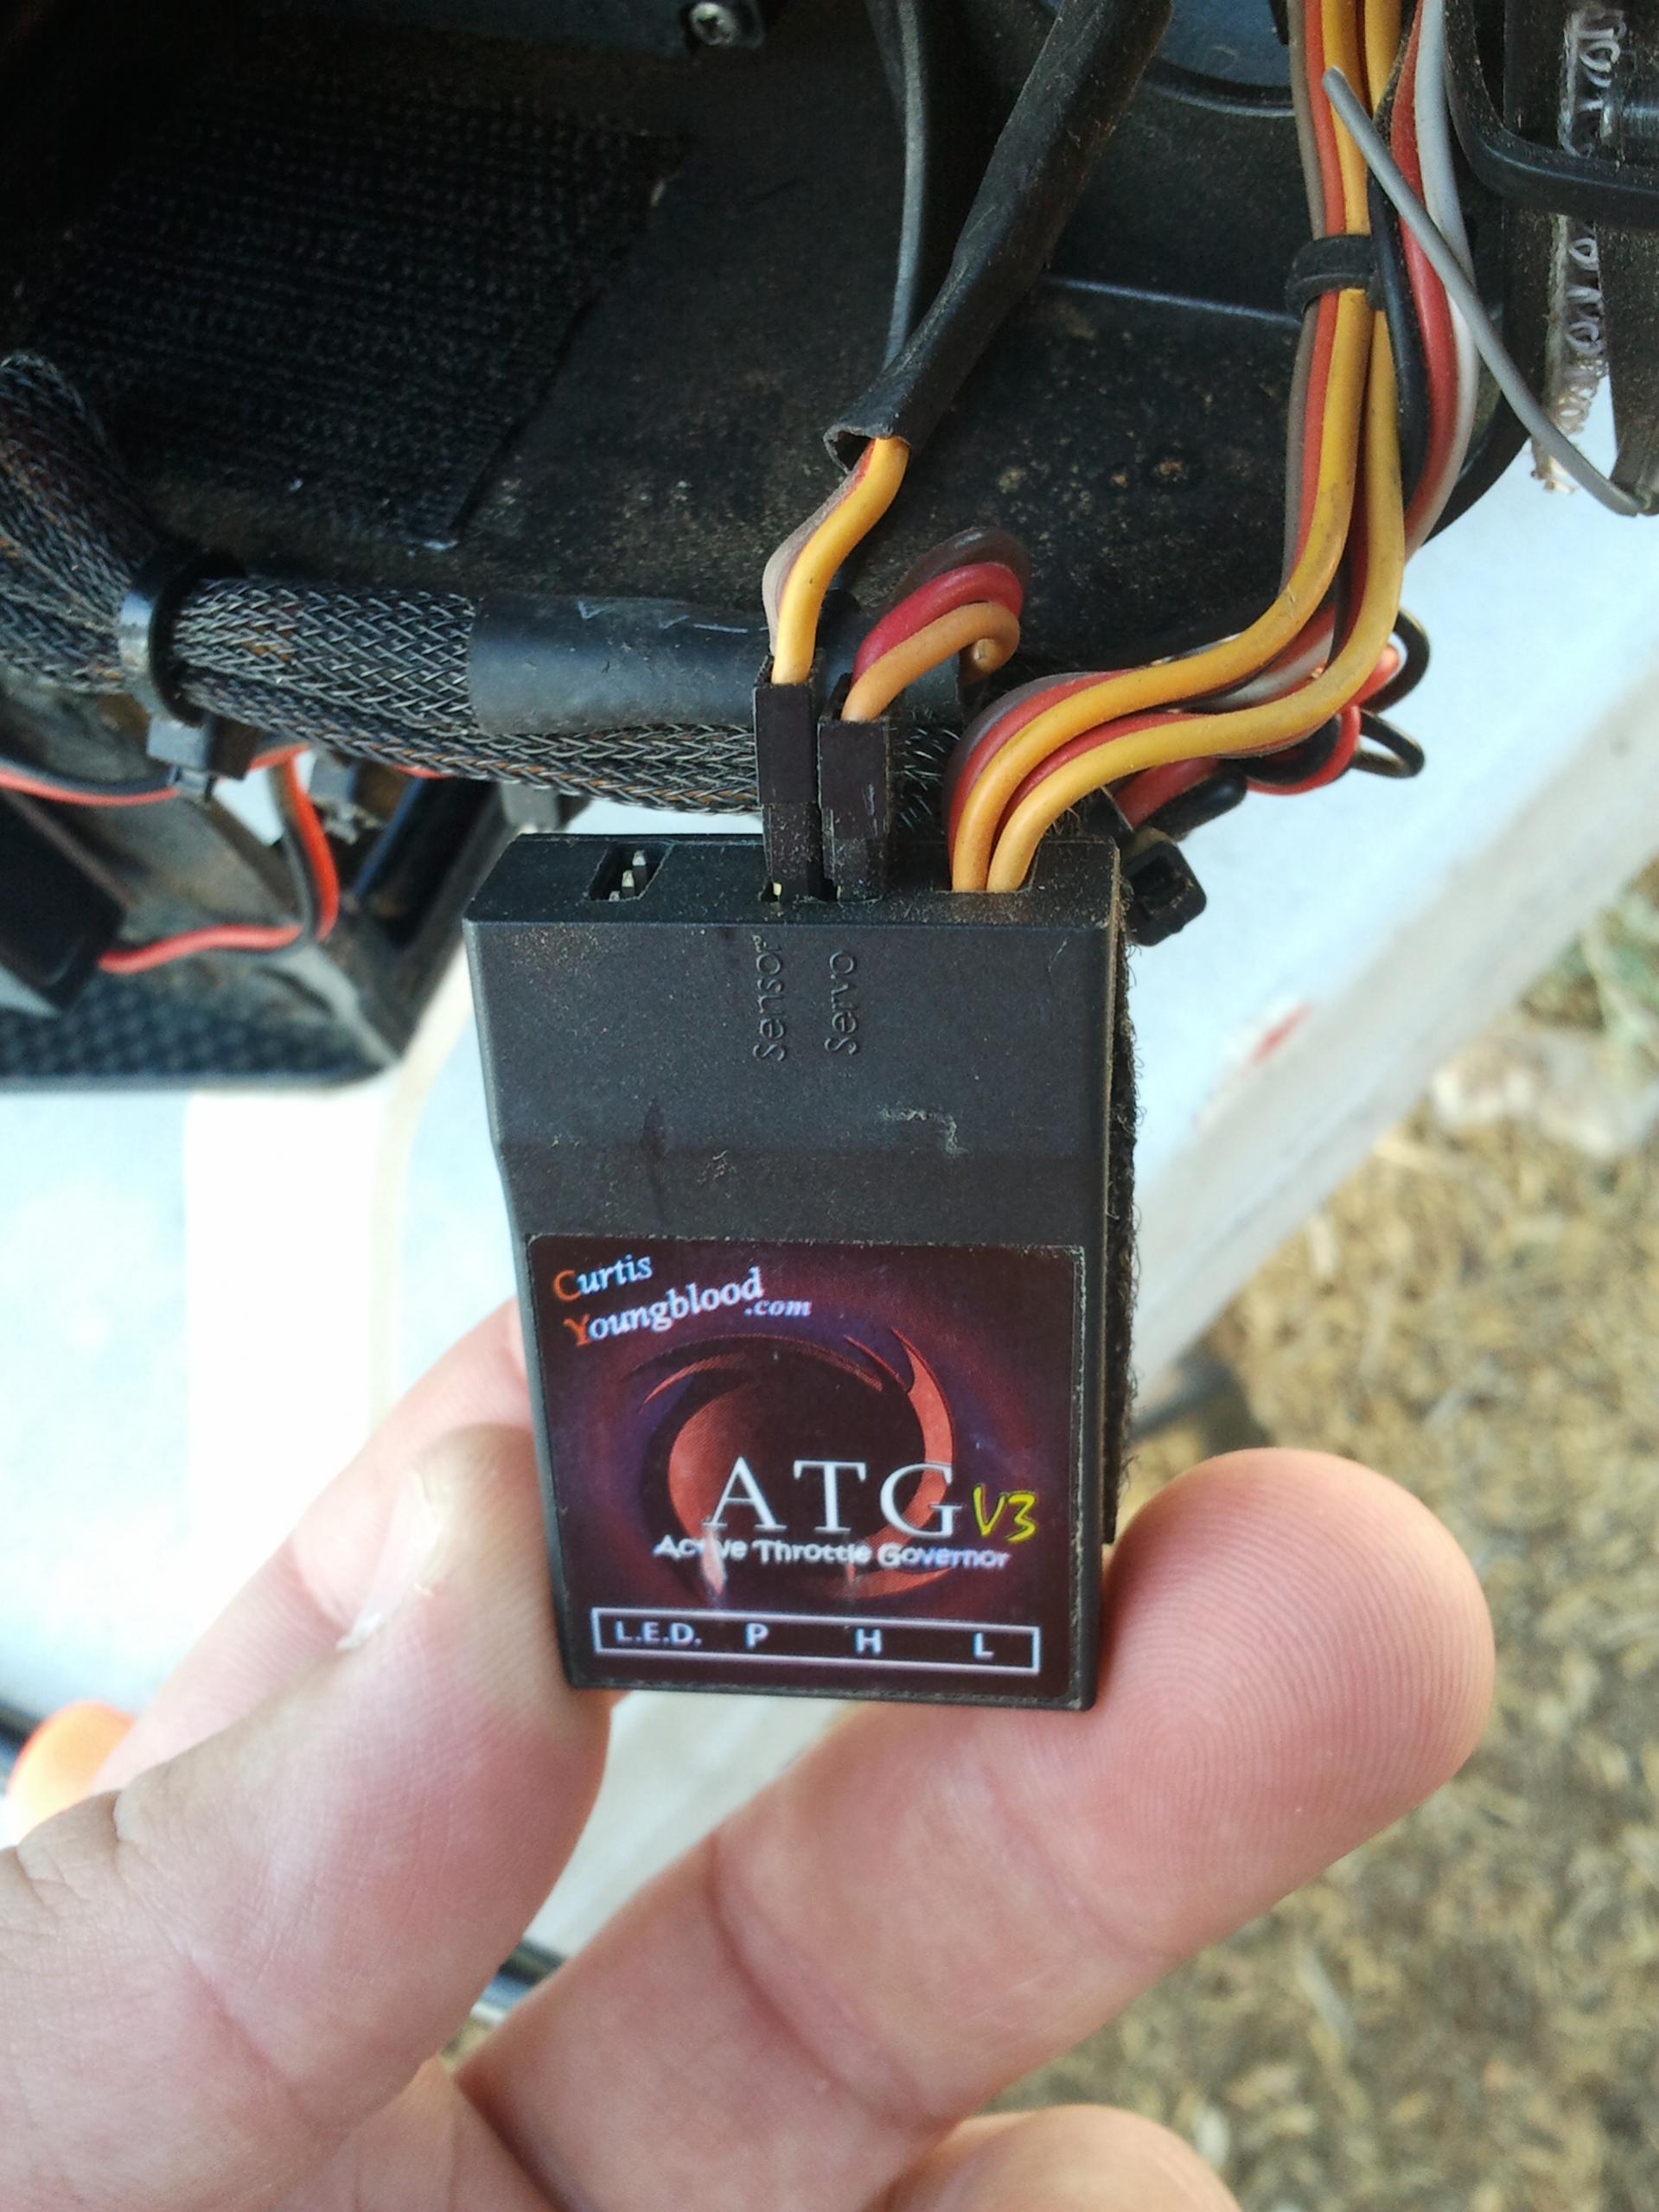 Sensor
Servo
Curtis
Youngblood
.com
ATG V3
Active Throttle Governor
L.E.D. P H L